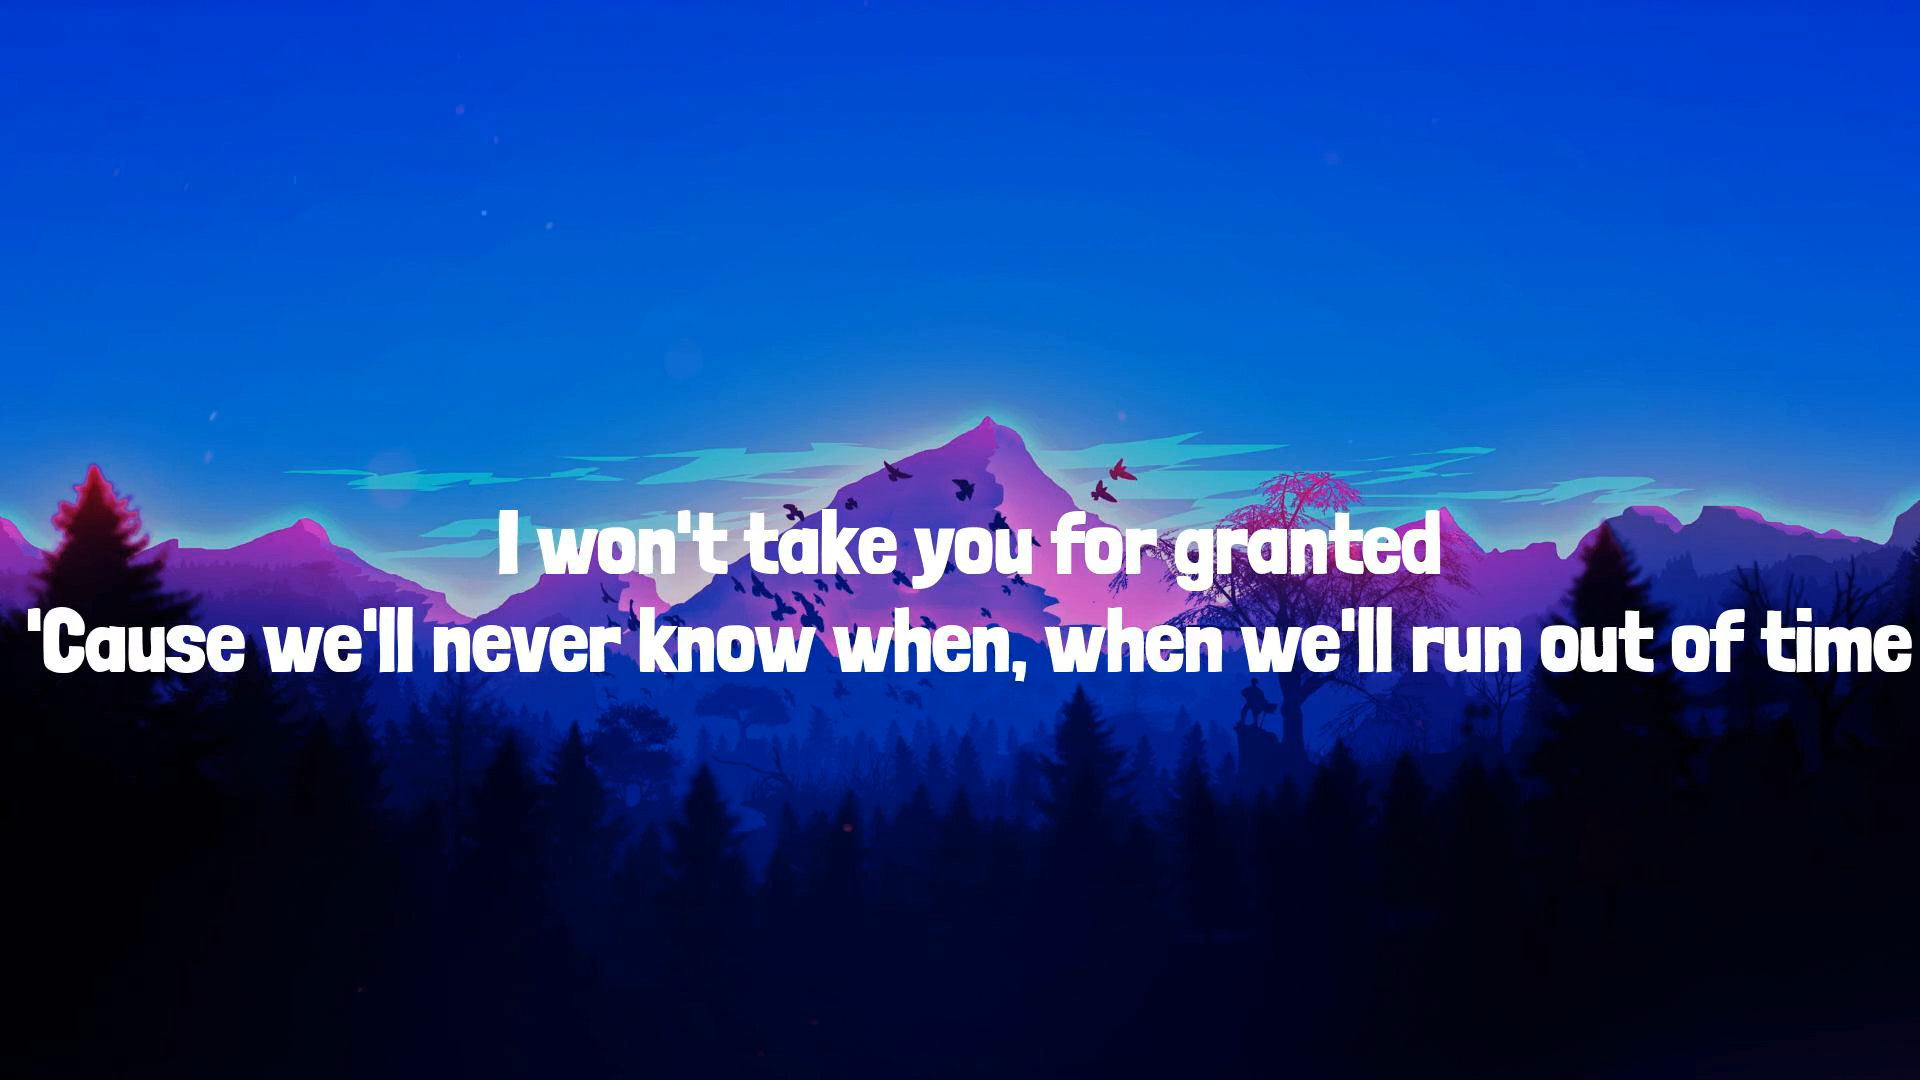 I won't take you for granted
'Cause we'll never know when, when we'll run out of time